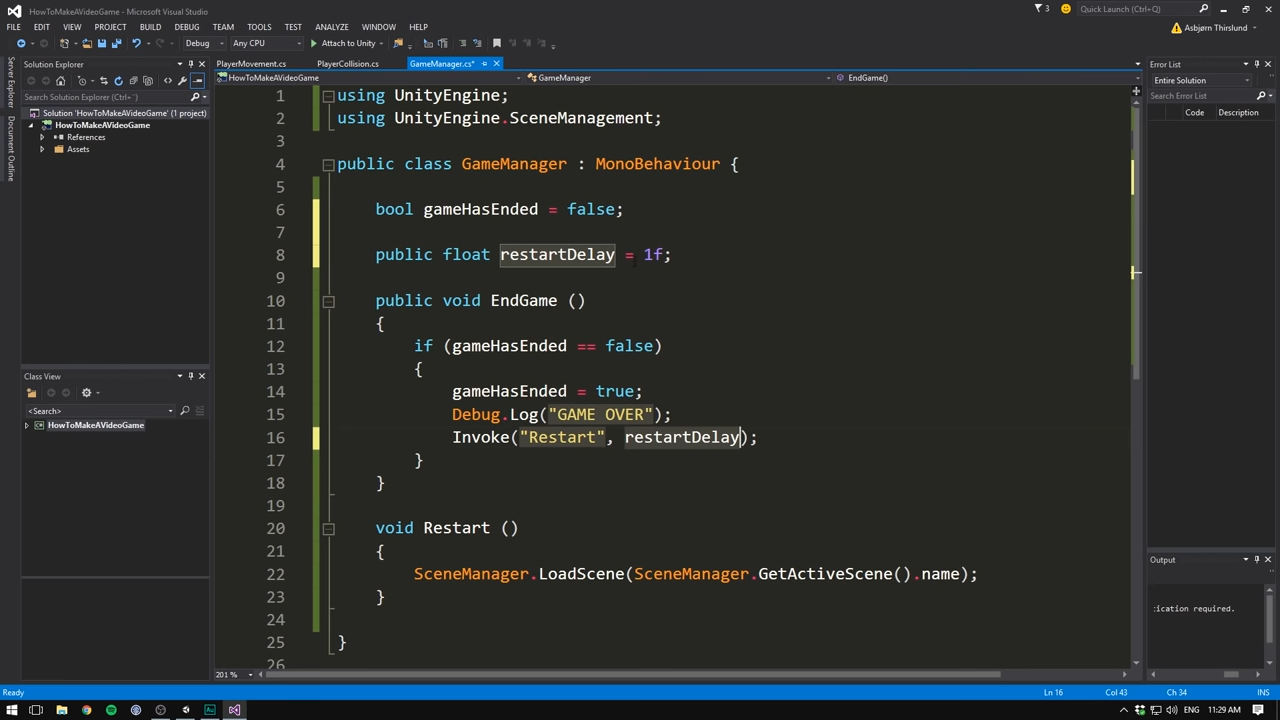 HowToMakeAVideoGame - Microsoft Visual Studio
3
Quick Launch (Ctrl+Q)
FILE EDIT VIEW PROJECT BUILD DEBUG TEAM TOOLS TEST ANALYZE WINDOW HELP
Asbjørn Thirslund
Debug Any CPU Attach to Unity
Server Explorer
Document Outline
Solution Explorer
Search Solution Explorer (Ctrl+')
Solution 'HowToMakeAVideoGame' (1 project)
HowToMakeAVideoGame
References
Assets
Class View
<Search>
HowToMakeAVideoGame
PlayerMovement.cs PlayerCollision.cs GameManager.cs*
HowToMakeAVideoGame GameManager EndGame()
1 using UnityEngine;
2 using UnityEngine.SceneManagement;
3
4 public class GameManager : MonoBehaviour {
5
6 bool gameHasEnded = false;
7
8 public float restartDelay = 1f;
9
10 public void EndGame ()
11 {
12 if (gameHasEnded == false)
13 {
14 gameHasEnded = true;
15 Debug.Log("GAME OVER");
16 Invoke("Restart", restartDelay);
17 }
18 }
19
20 void Restart ()
21 {
22 SceneManager.LoadScene(SceneManager.GetActiveScene().name);
23 }
24
25 }
26
201 %
Error List
Entire Solution
Search Error List
Code Description
Output
:ication required.
Ready Ln 16 Col 43 Ch 34 INS
11:29 AM